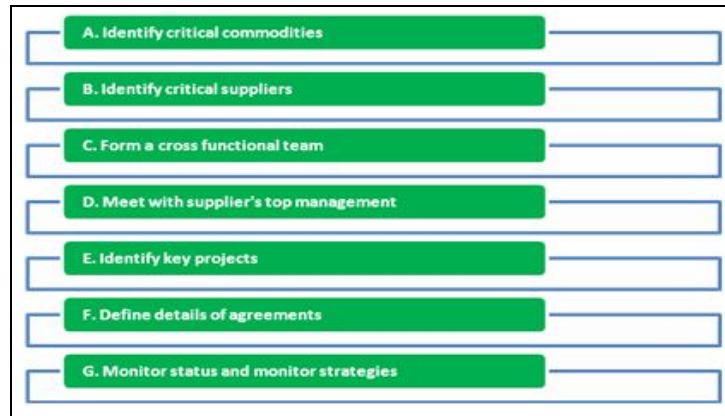 A. Identify critical commodities
B. Identify critical suppliers
C. Form a cross functional team
D. Meet with supplier's top management
E. Identify key projects
F. Define details of agreements
G. Monitor status and monitor strategies